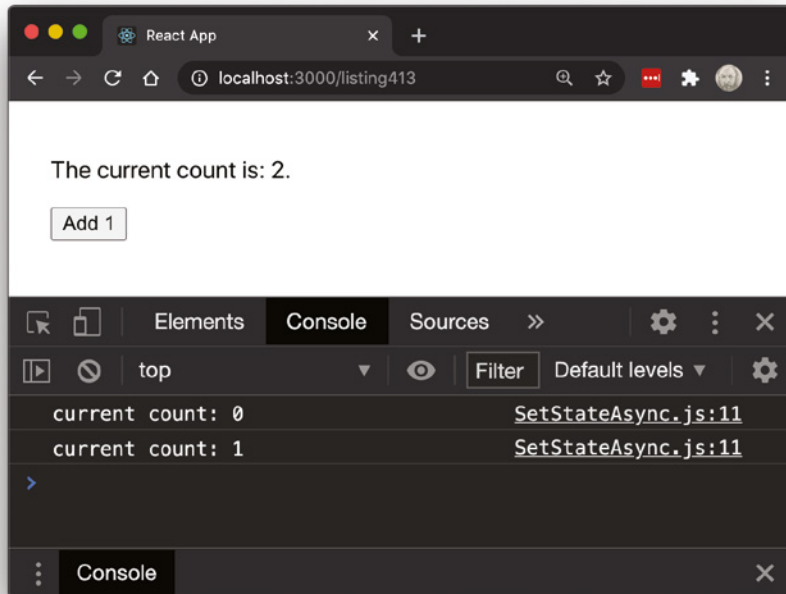 React App
localhost:3000/listing413
The current count is: 2.
Add 1
Elements Console Sources
top Filter Default levels
current count: 0 SetStateAsync.js:11
current count: 1 SetStateAsync.js:11
Console